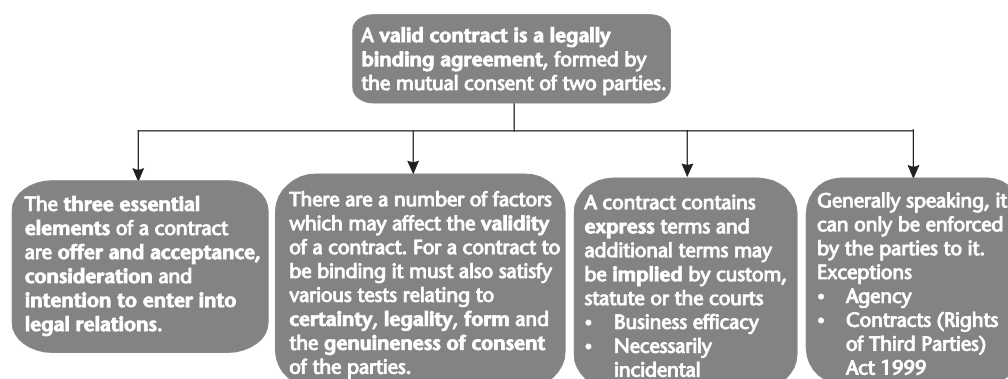 A valid contract is a legally
binding agreement, formed by
the mutual consent of two parties.
The three essential
elements of a contract
are offer and acceptance,
consideration and
intention to enter into
legal relations.
There are a number of factors
which may affect the validity
of a contract. For a contract to
be binding it must also satisfy
various tests relating to
certainty, legality, form and
the genuineness of consent
of the parties.
A contract contains
express terms and
additional terms may
be implied by custom,
statute or the courts
• Business efficacy
• Necessarily
incidental
Generally speaking, it
can only be enforced
by the parties to it.
Exceptions
• Agency
• Contracts (Rights
of Third Parties)
Act 1999